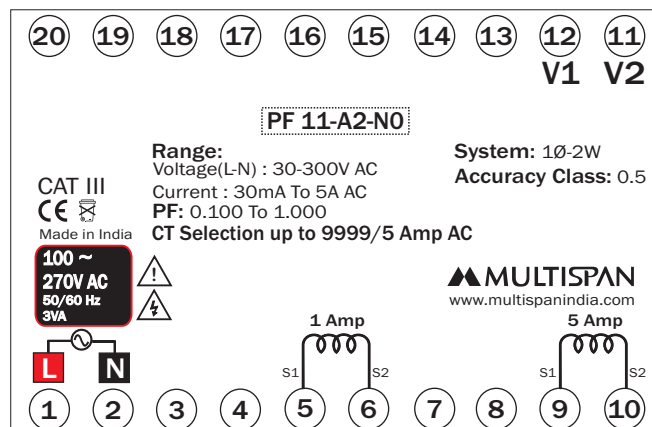 20 19 18 17 16 15 14 13 12 11
V1 V2
PF 11-A2-N0
Range:
Voltage(L-N) : 30-300V AC
Current : 30mA To 5A AC
PF: 0.100 To 1.000
CT Selection up to 9999/5 Amp AC
System: 1Ø-2W
Accuracy Class: 0.5
CAT III
CE
Made in India
100 ~
270V AC
50/60 Hz
3VA
MULTISPAN
www.multispanindia.com
1 Amp
5 Amp
L N
S1 S2
S1 S2
1 2 3 4 5 6 7 8 9 10